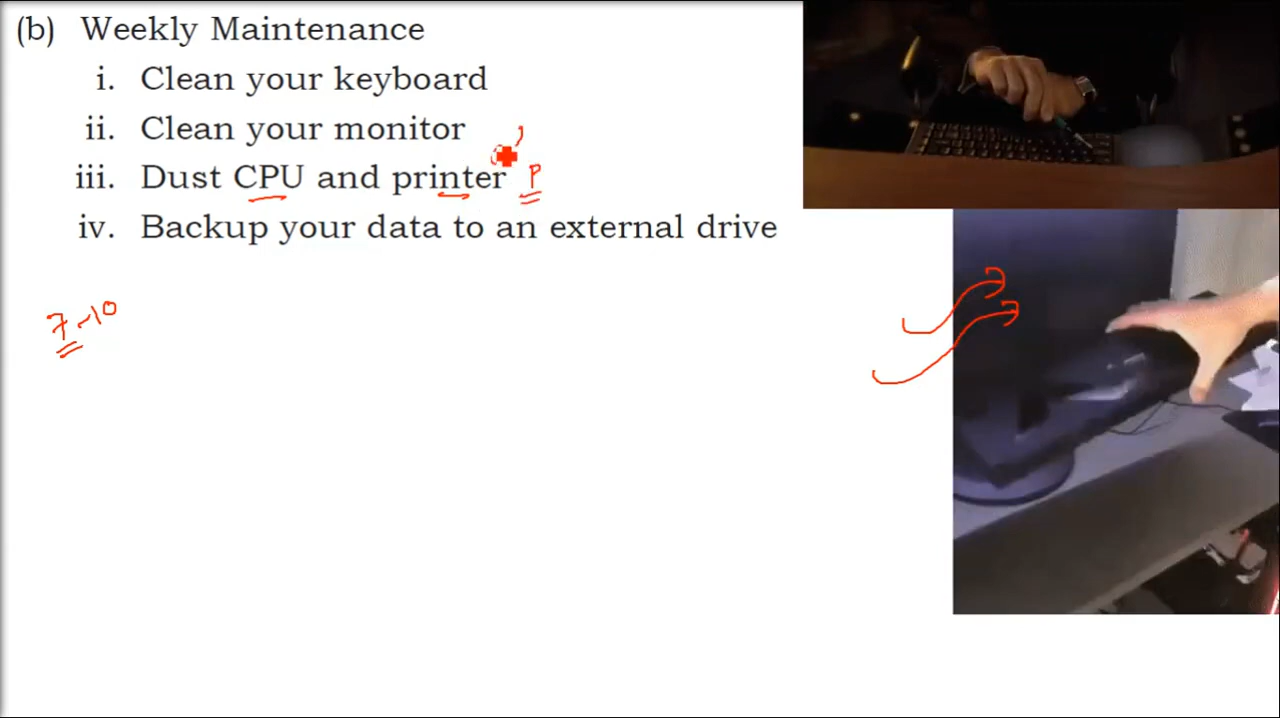 (b) Weekly Maintenance
i. Clean your keyboard
ii. Clean your monitor
iii. Dust CPU and printer P
iv. Backup your data to an external drive
7-10